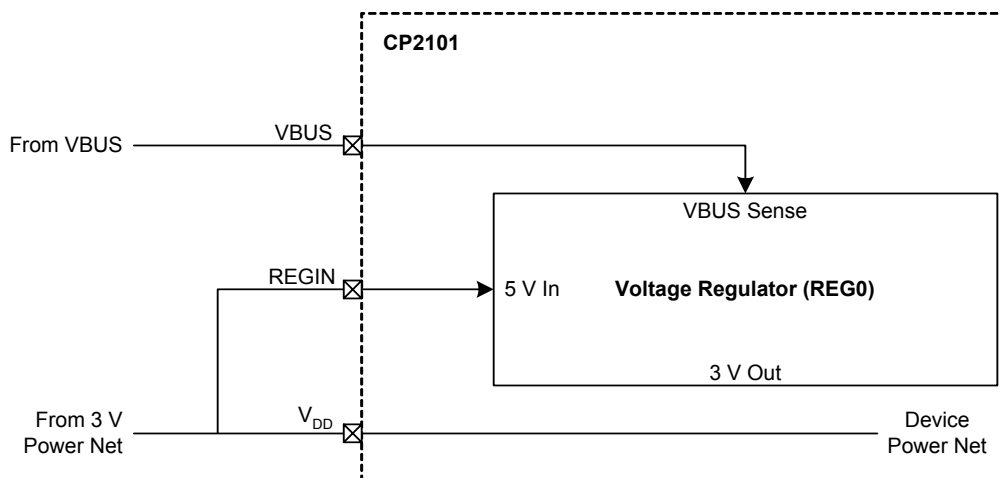 CP2101
From VBUS
VBUS
VBUS Sense
REGIN
5 V In
Voltage Regulator (REG0)
3 V Out
From 3 V
Power Net
VDD
Device
Power Net